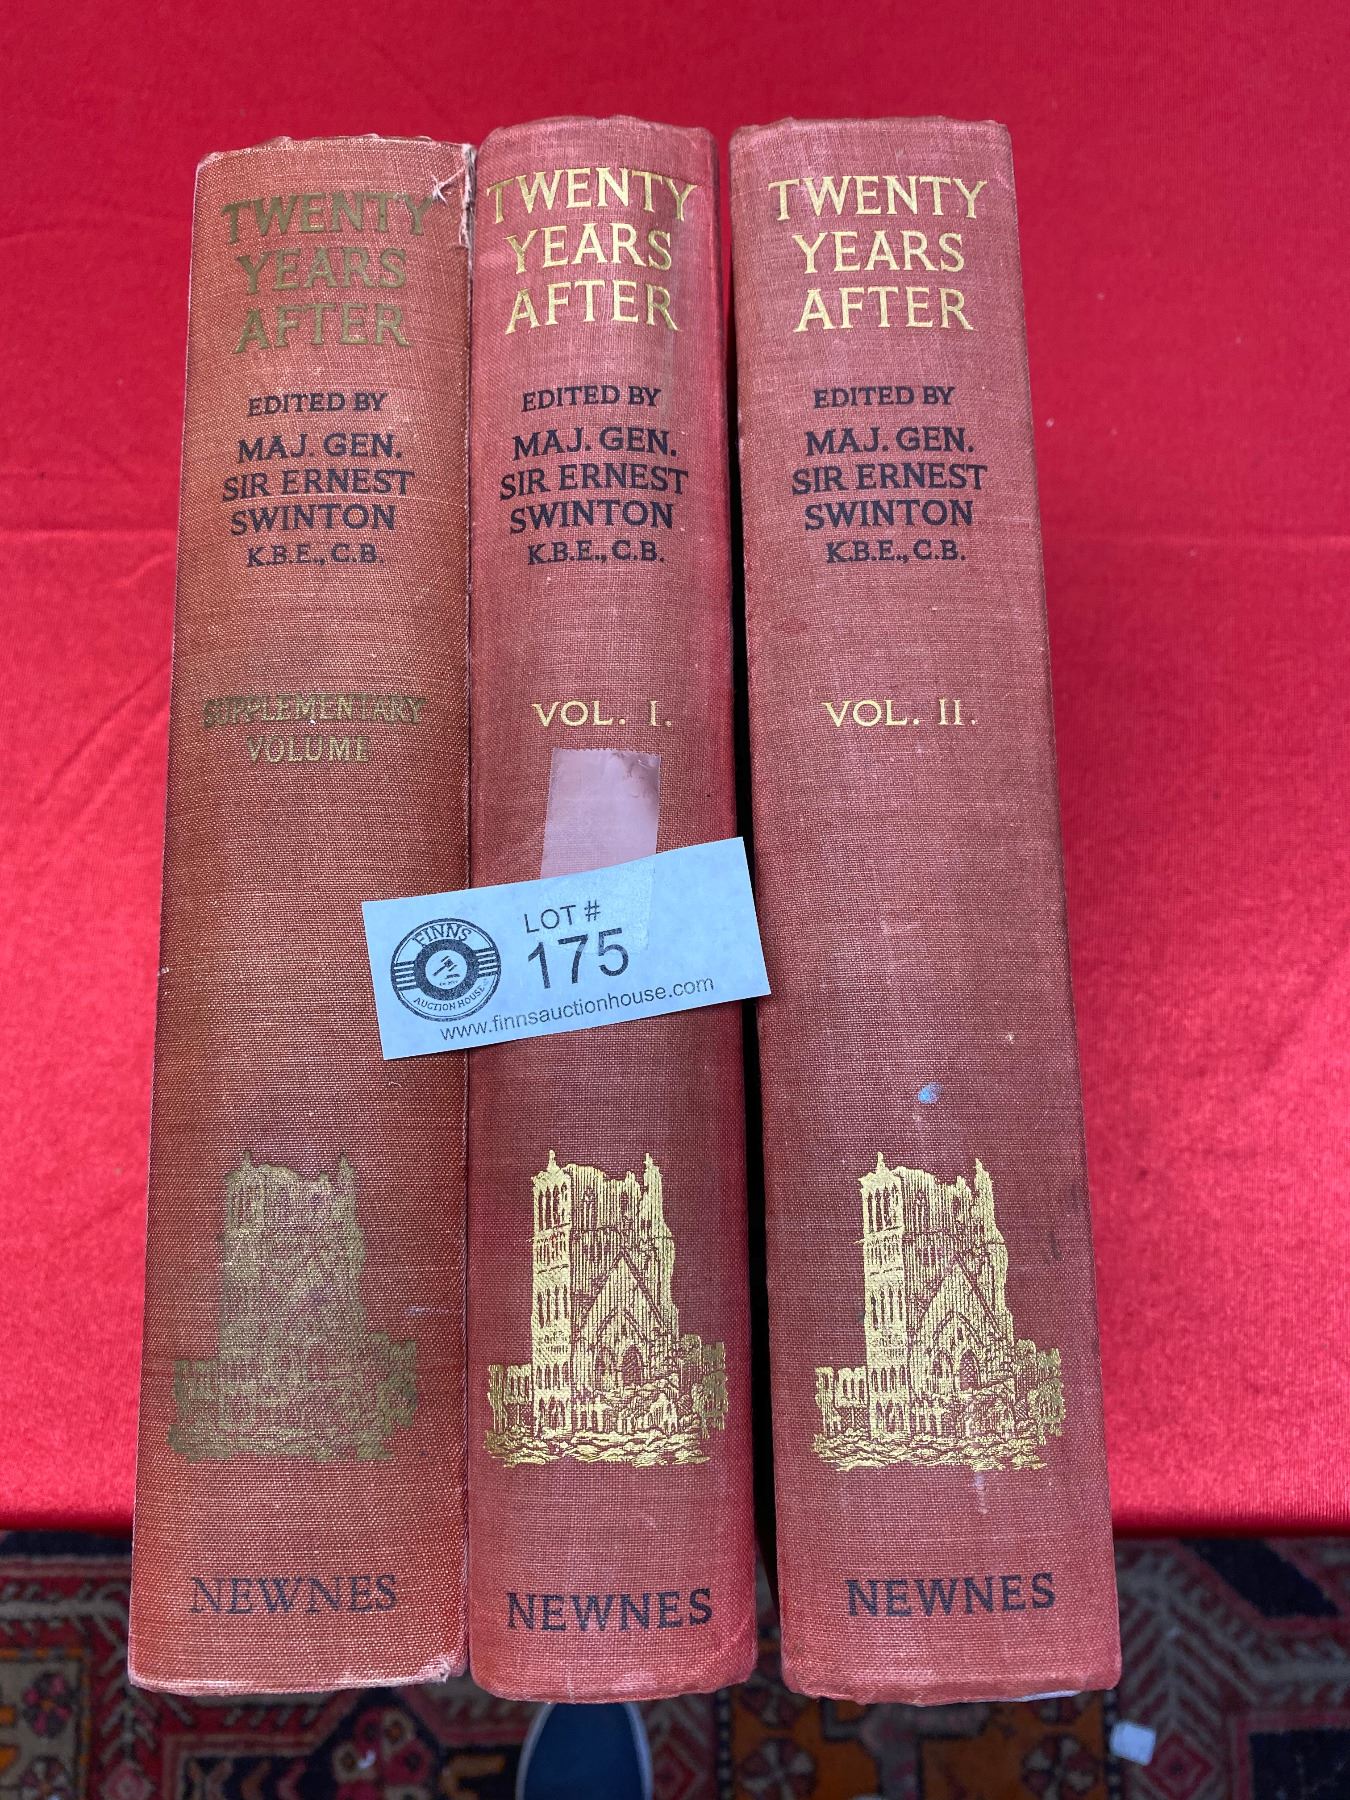 TWENTY
YEARS
AFTER
EDITED BY
MAJ. GEN.
SIR ERNEST
SWINTON
K.B.E., C.B.
SUPPLEMENTARY
VOLUME
NEWNES
TWENTY
YEARS
AFTER
EDITED BY
MAJ. GEN.
SIR ERNEST
SWINTON
K.B.E., C.B.
VOL. I.
FINNS
AUCTION HOUSE
LOT #
175
www.finnsauctionhouse.com
NEWNES
TWENTY
YEARS
AFTER
EDITED BY
MAJ. GEN.
SIR ERNEST
SWINTON
K.B.E., C.B.
VOL. II.
NEWNES